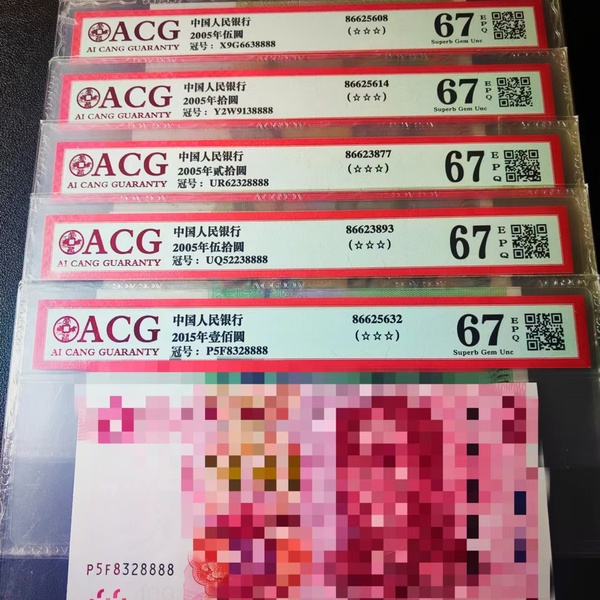 ACG
AI CANG GUARANTY
中国人民银行
2005年伍圆
冠号：X9G6638888
86625608
(☆☆☆)
67 EPQ
Superb Gem Unc
ACG
AI CANG GUARANTY
中国人民银行
2005年拾圆
冠号：Y2W9138888
86625614
(☆☆☆)
67 EPQ
Superb Gem Unc
ACG
AI CANG GUARANTY
中国人民银行
2005年贰拾圆
冠号：UR62328888
86623877
(☆☆☆)
67 EPQ
ACG
AI CANG GUARANTY
中国人民银行
2005年伍拾圆
冠号：UQ52238888
86623893
(☆☆☆)
67 EPQ
ACG
AI CANG GUARANTY
中国人民银行
2015年壹佰圆
冠号：P5F8328888
86625632
(☆☆☆)
67 EPQ
Superb Gem Unc
P5F8328888